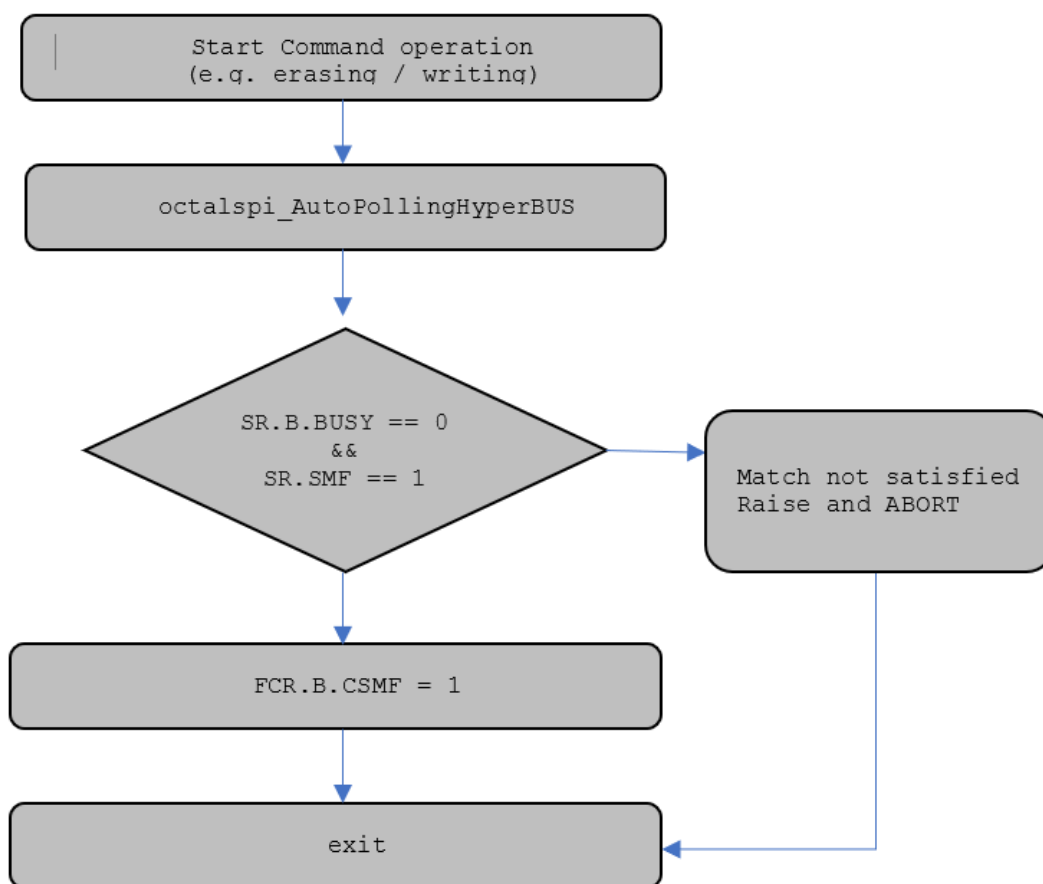 Start Command operation
(e.g. erasing / writing)
octalspi_AutoPollingHyperBUS
SR.B.BUSY == 0
&&
SR.SMF == 1
Match not satisfied
Raise and ABORT
FCR.B.CSMF = 1
exit